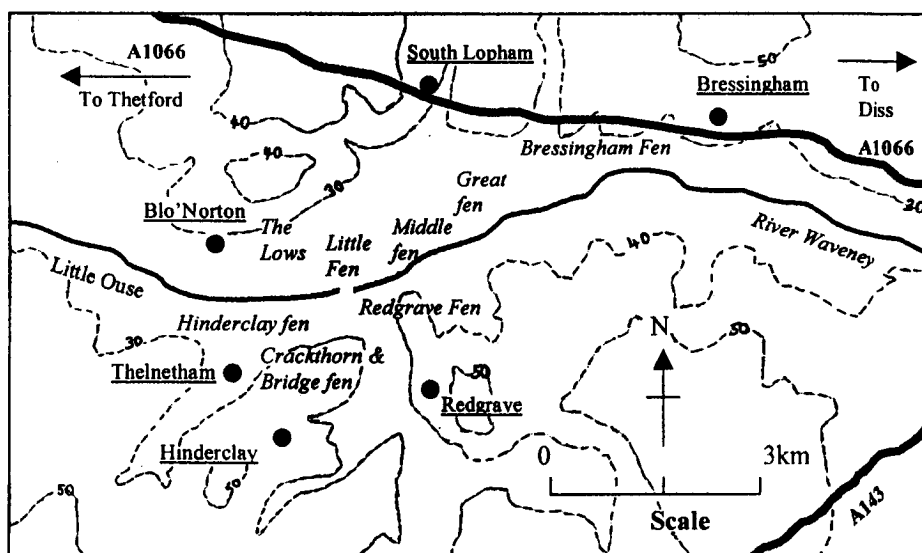 A1066
South Lopham
50
Bressingham
To Thetford
To
Diss
40
40
Bressingham Fen
A1066
30
Great
fen
30
Blo'Norton
The
Lows
Middle
fen
Little
Fen
40
River Waveney
Little Ouse
Redgrave Fen
Hinderclay fen
N
50
30
Crackthorn &
Bridge fen
Thelnetham
50
Redgrave
Hinderclay
0
3km
50
50
A143
Scale